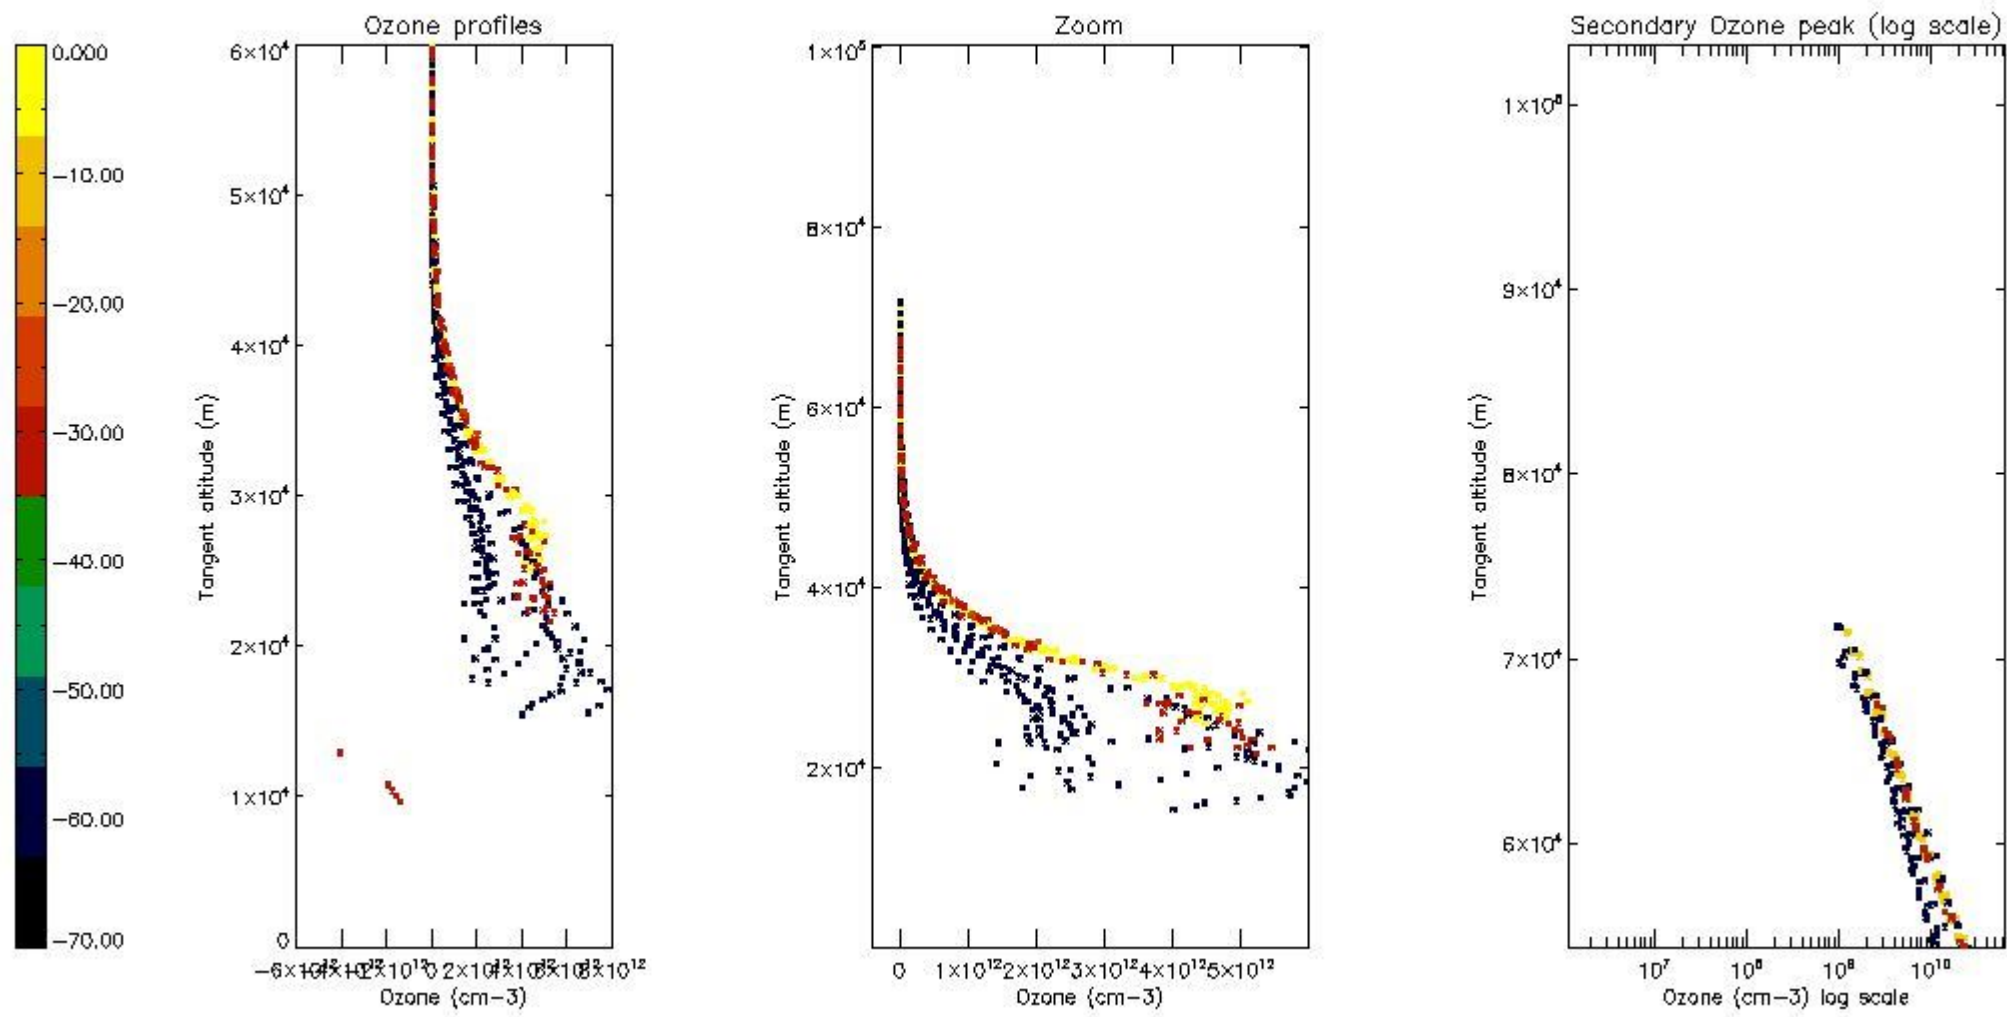 Ozone profiles
Zoom
Secondary Ozone peak (log scale)
0.000
-10.00
-20.00
-30.00
-40.00
-50.00
-60.00
-70.00
6×10⁴
5×10⁴
4×10⁴
3×10⁴
2×10⁴
1×10⁴
0
Tangent altitude (m)
0 8×10¹²
Ozone (cm-3)
1×10⁵
8×10⁴
6×10⁴
4×10⁴
2×10⁴
Tangent altitude (m)
0 1×10¹² 2×10¹² 3×10¹² 4×10¹² 5×10¹²
Ozone (cm-3)
9×10⁴
8×10⁴
7×10⁴
6×10⁴
Tangent altitude (m)
10⁷ 10⁸ 10⁹ 10¹⁰
Ozone (cm-3) log scale